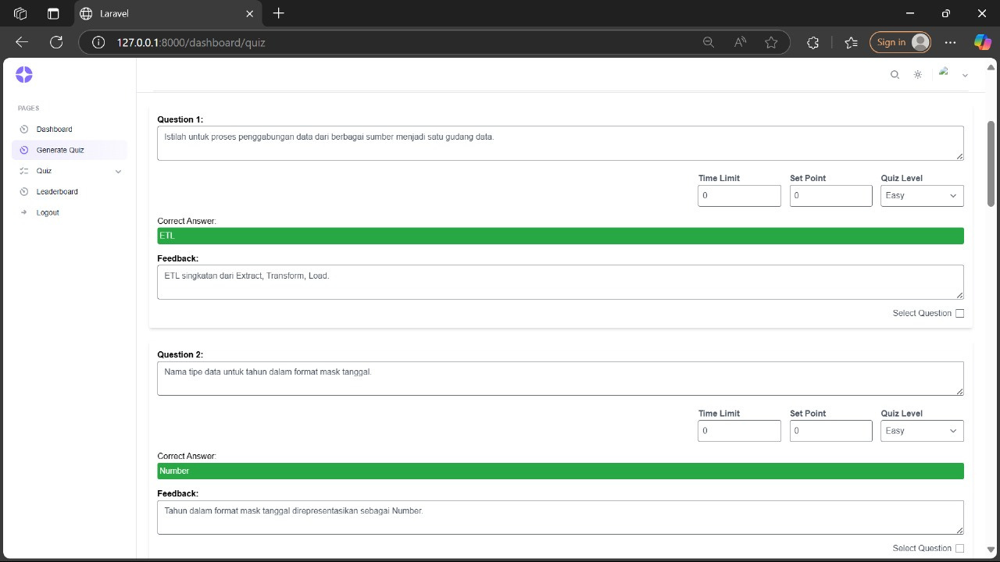 Laravel
127.0.0.1:8000/dashboard/quiz
Sign in
PAGES
Dashboard
Generate Quiz
Quiz
Leaderboard
Logout
Question 1:
Istilah untuk proses penggabungan data dari berbagai sumber menjadi satu gudang data.
Time Limit Set Point Quiz Level
0 0 Easy
Correct Answer:
ETL
Feedback:
ETL singkatan dari Extract, Transform, Load.
Select Question
Question 2:
Nama tipe data untuk tahun dalam format mask tanggal.
Time Limit Set Point Quiz Level
0 0 Easy
Correct Answer:
Number
Feedback:
Tahun dalam format mask tanggal direpresentasikan sebagai Number.
Select Question